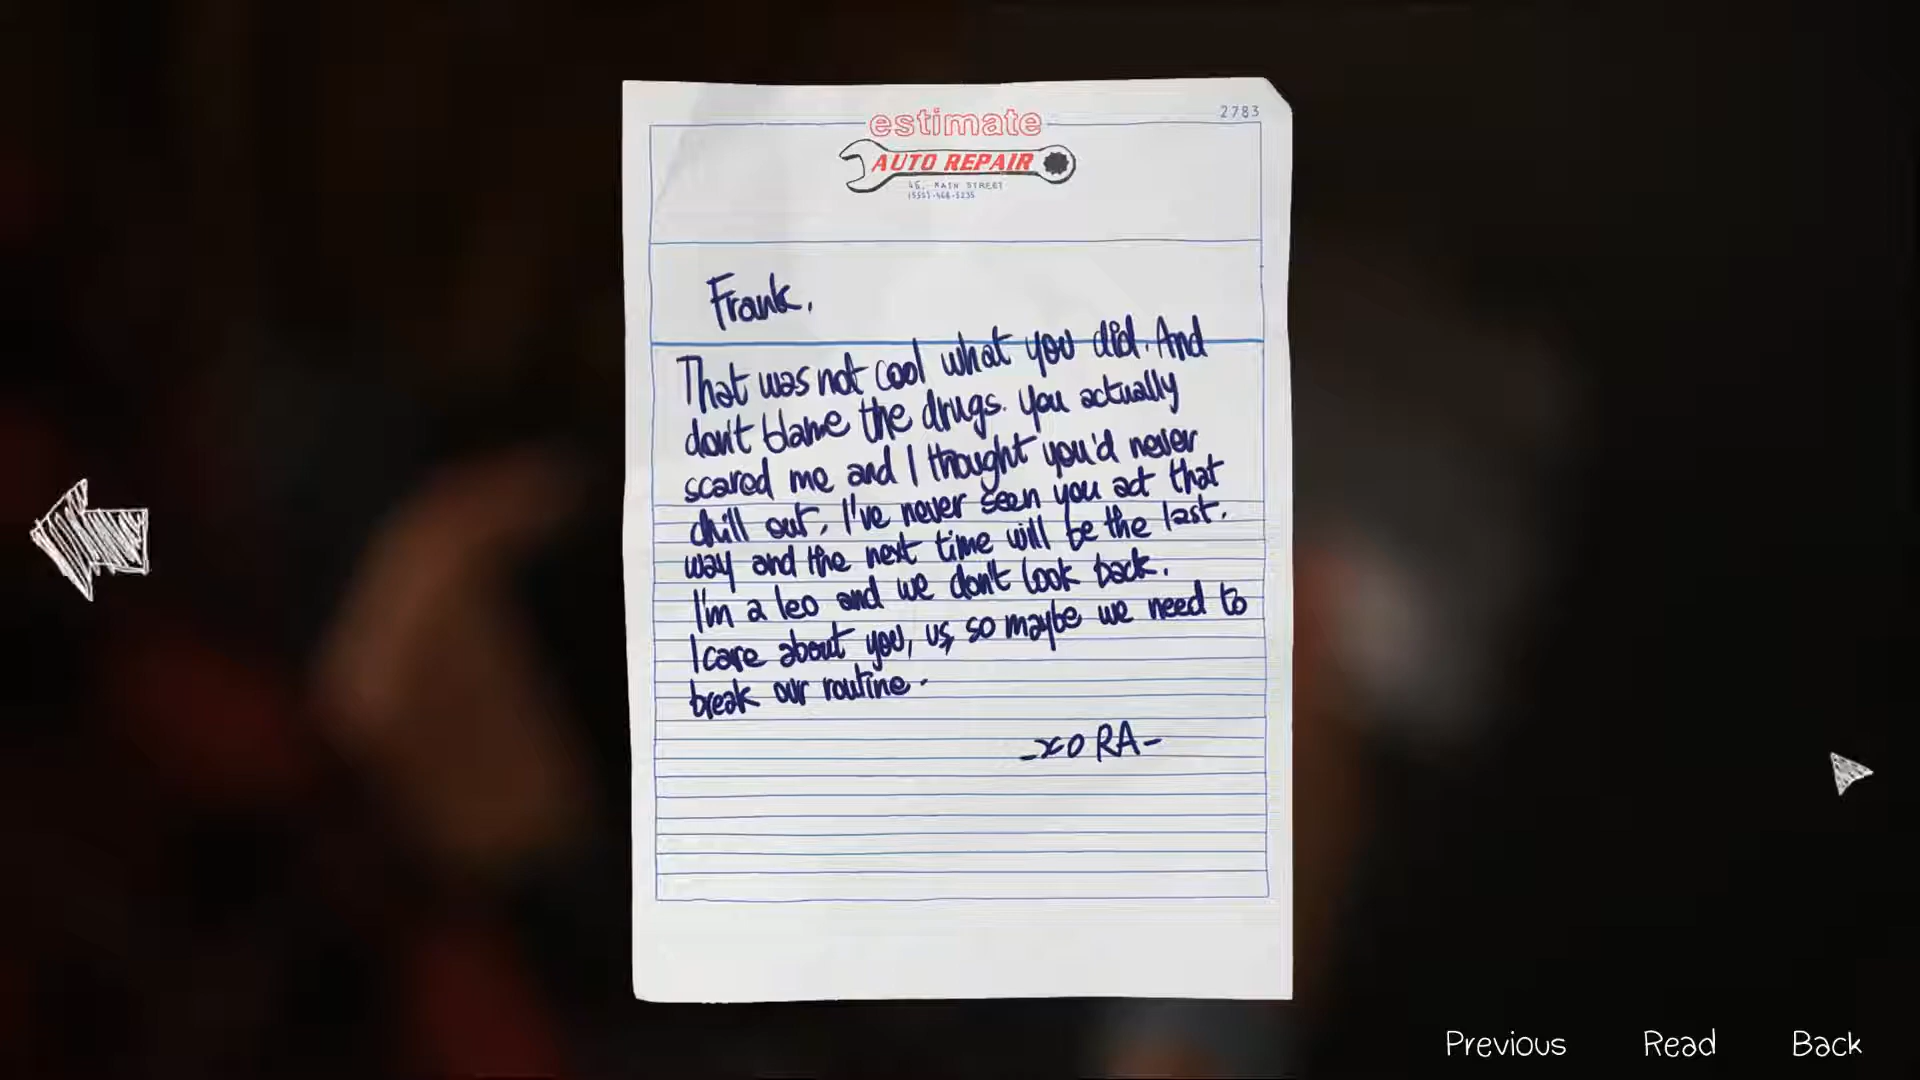 2783
estimate
AUTO REPAIR
45, MAIN STREET
Frank,
That was not cool what you did. And
don't blame the drugs. You actually
scared me and I thought you'd never
chill out, I've never seen you act that
way and the next time will be the last.
I'm a leo and we don't look back.
I care about you, us, so maybe we need to
break our routine.
-xo RA-
Previous Read Back